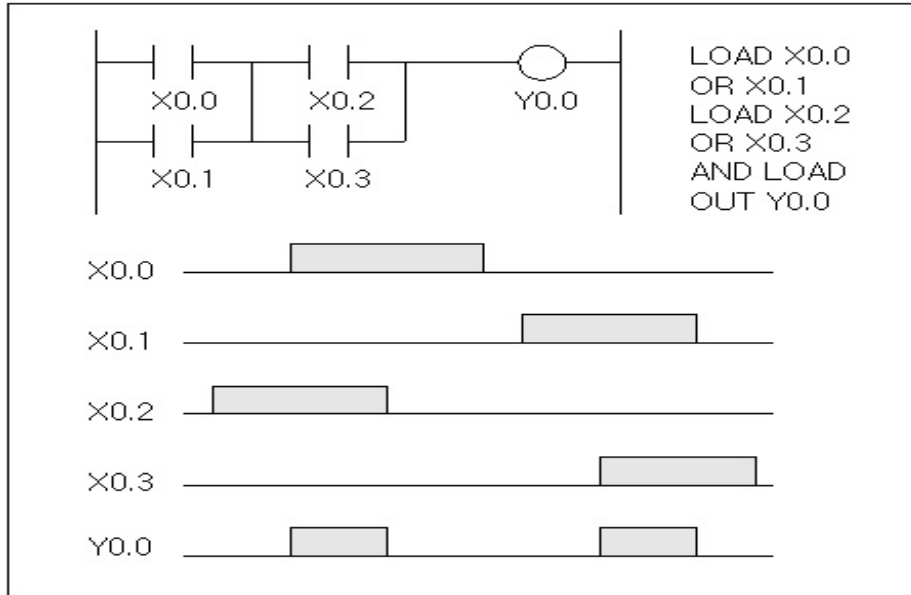 X0.0 X0.2 Y0.0
X0.1 X0.3
LOAD X0.0
OR X0.1
LOAD X0.2
OR X0.3
AND LOAD
OUT Y0.0
X0.0
X0.1
X0.2
X0.3
Y0.0